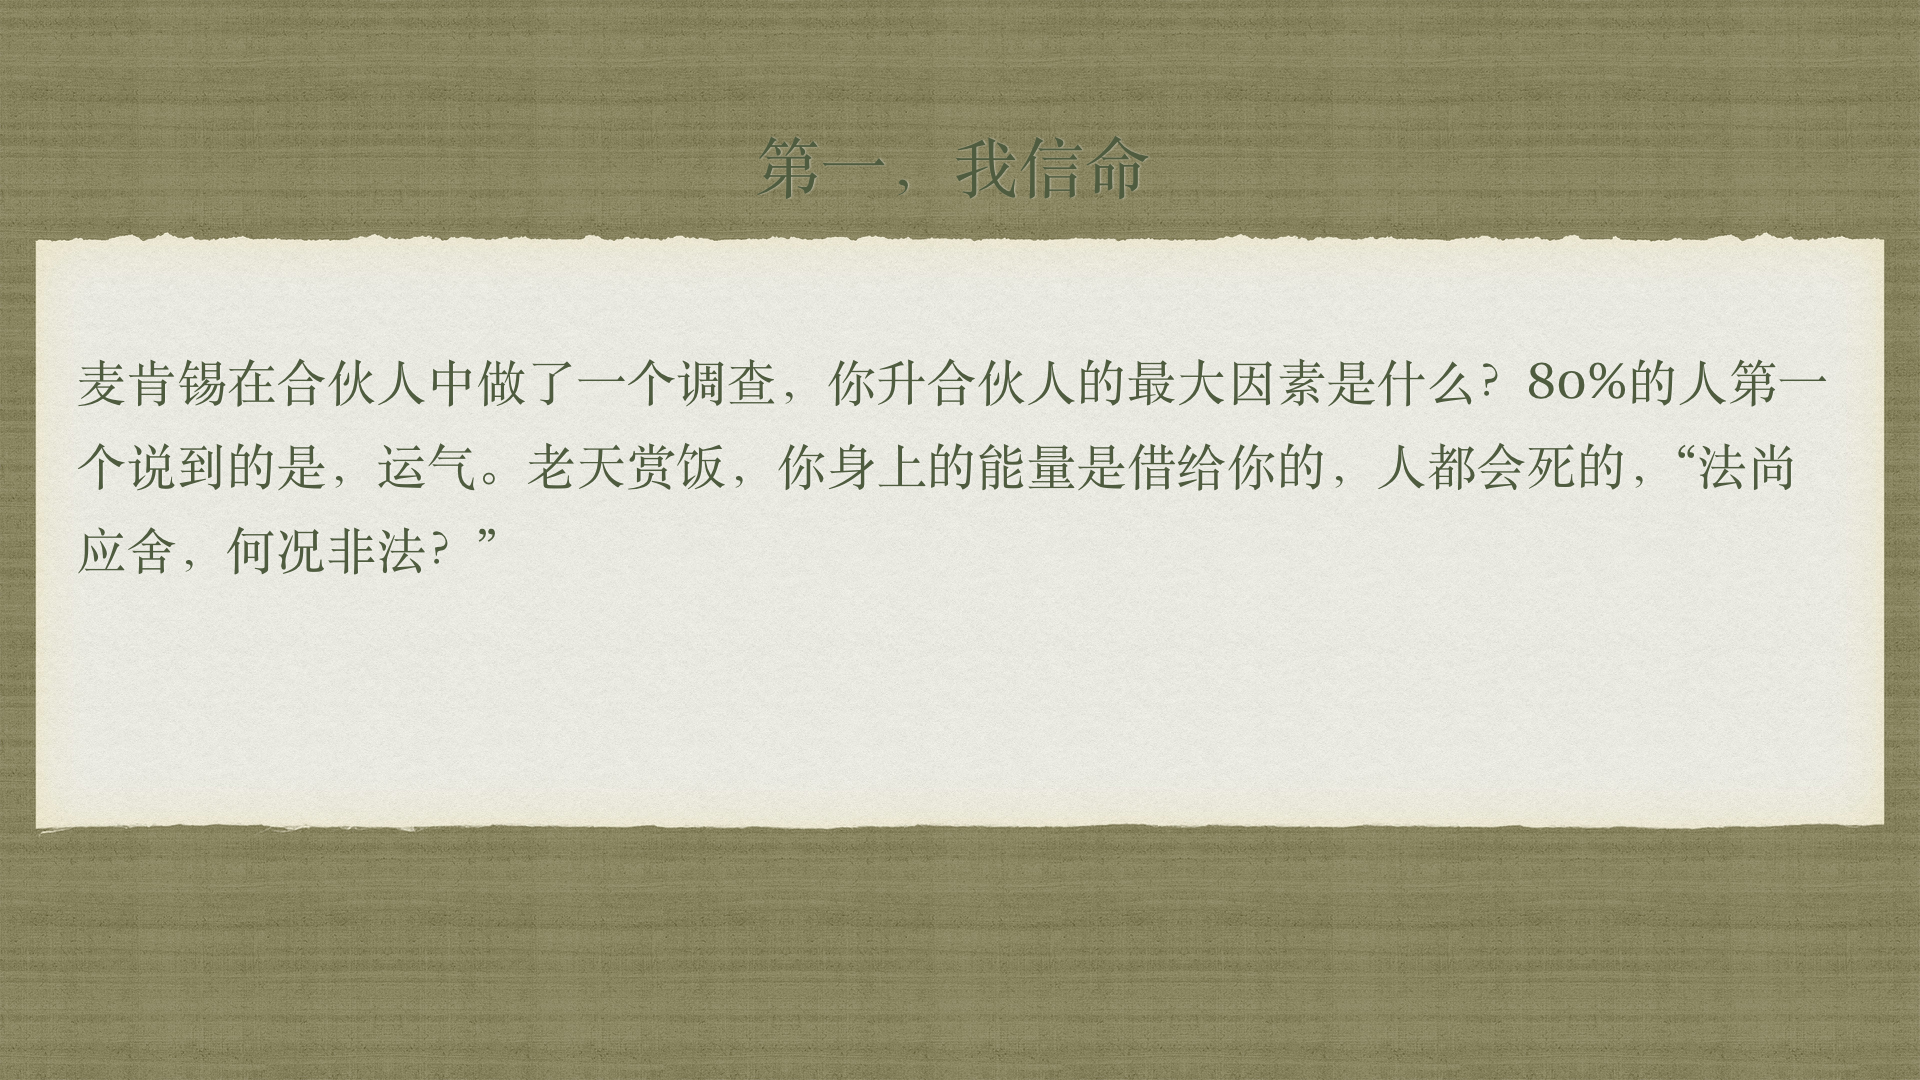 第一，我信命
麦肯锡在合伙人中做了一个调查，你升合伙人的最大因素是什么？80%的人第一
个说到的是，运气。老天赏饭，你身上的能量是借给你的，人都会死的，“法尚
应舍，何况非法？”